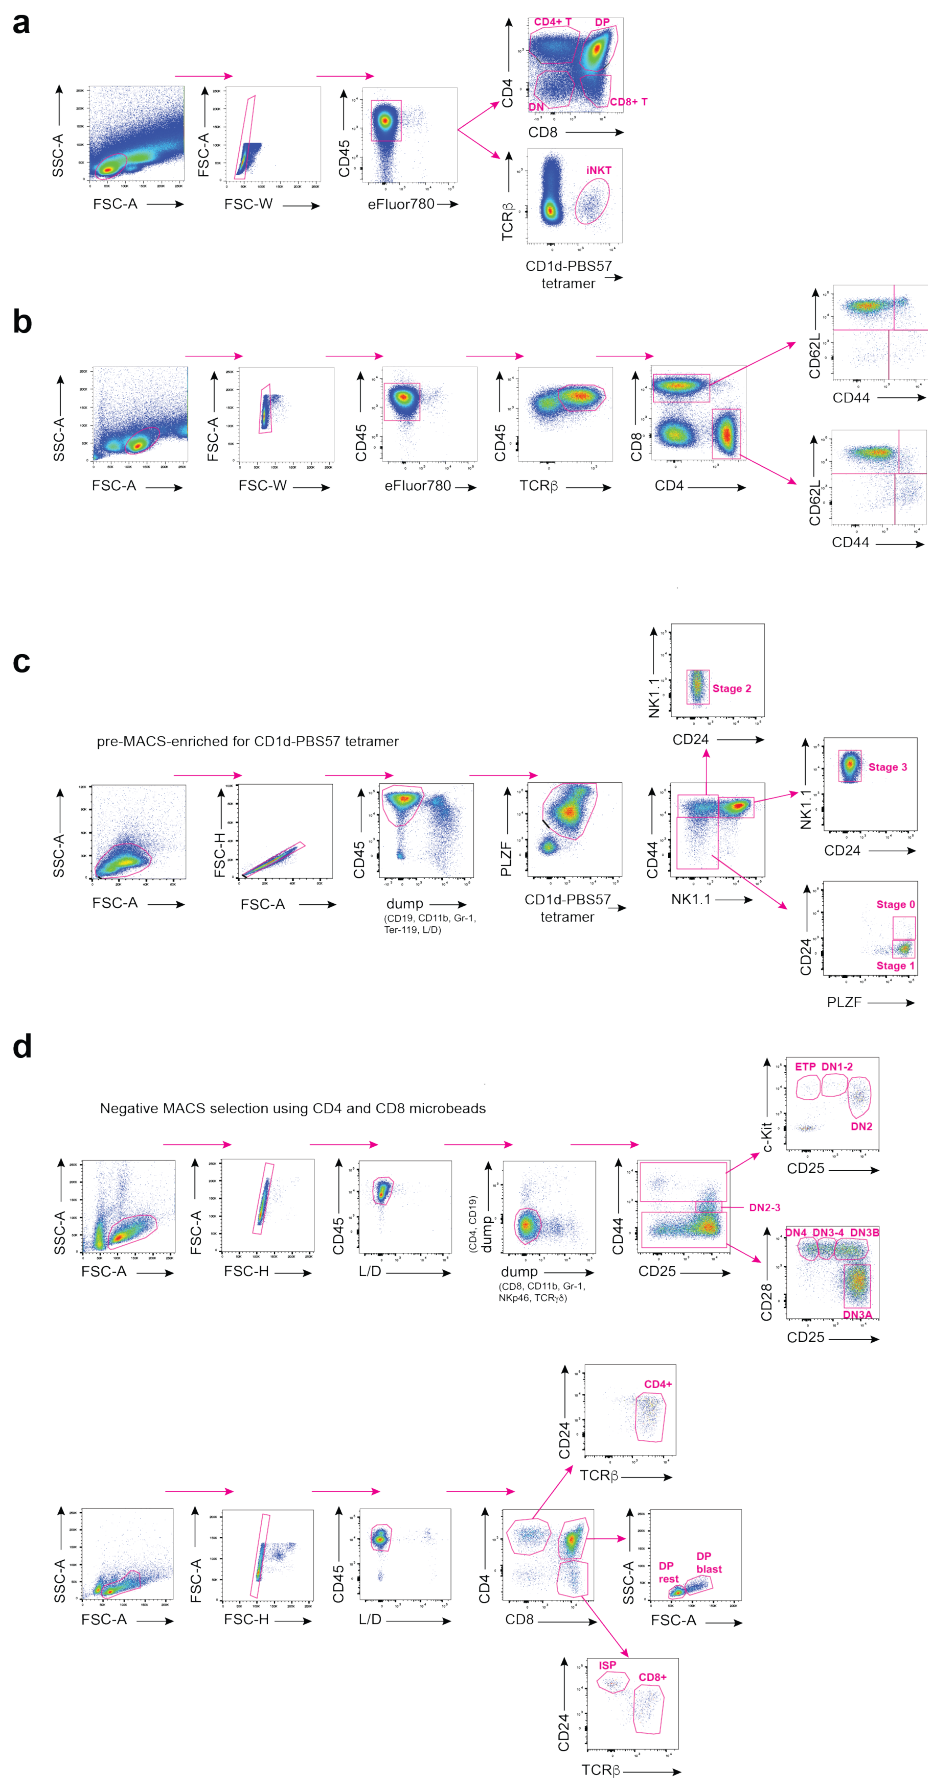 a
SSC-A
FSC-A
FSC-A
FSC-W
CD45
eFluor780
CD4
CD4+ T
DP
DN
CD8+ T
CD8
TCRβ
iNKT
CD1d-PBS57
tetramer
b
SSC-A
FSC-A
FSC-A
FSC-W
CD45
eFluor780
CD45
TCRβ
CD8
CD4
CD62L
CD44
CD62L
CD44
c
pre-MACS-enriched for CD1d-PBS57 tetramer
SSC-A
FSC-A
FSC-H
FSC-A
CD45
dump
(CD19, CD11b, Gr-1,
Ter-119, L/D)
PLZF
CD1d-PBS57
tetramer
CD44
NK1.1
NK1.1
Stage 2
CD24
NK1.1
Stage 3
CD24
CD24
Stage 0
Stage 1
PLZF
d
Negative MACS selection using CD4 and CD8 microbeads
SSC-A
FSC-A
FSC-A
FSC-H
CD45
L/D
(CD4, CD19)
dump
dump
(CD8, CD11b, Gr-1,
NKp46, TCRγδ)
CD44
CD25
DN2-3
c-Kit
ETP DN1-2
DN2
CD25
CD28
DN4 DN3-4 DN3B
DN3A
CD25
SSC-A
FSC-A
FSC-A
FSC-H
CD45
L/D
CD4
CD8
CD24
CD4+
TCRβ
SSC-A
DP
rest
DP
blast
FSC-A
CD24
ISP
CD8+
TCRβ